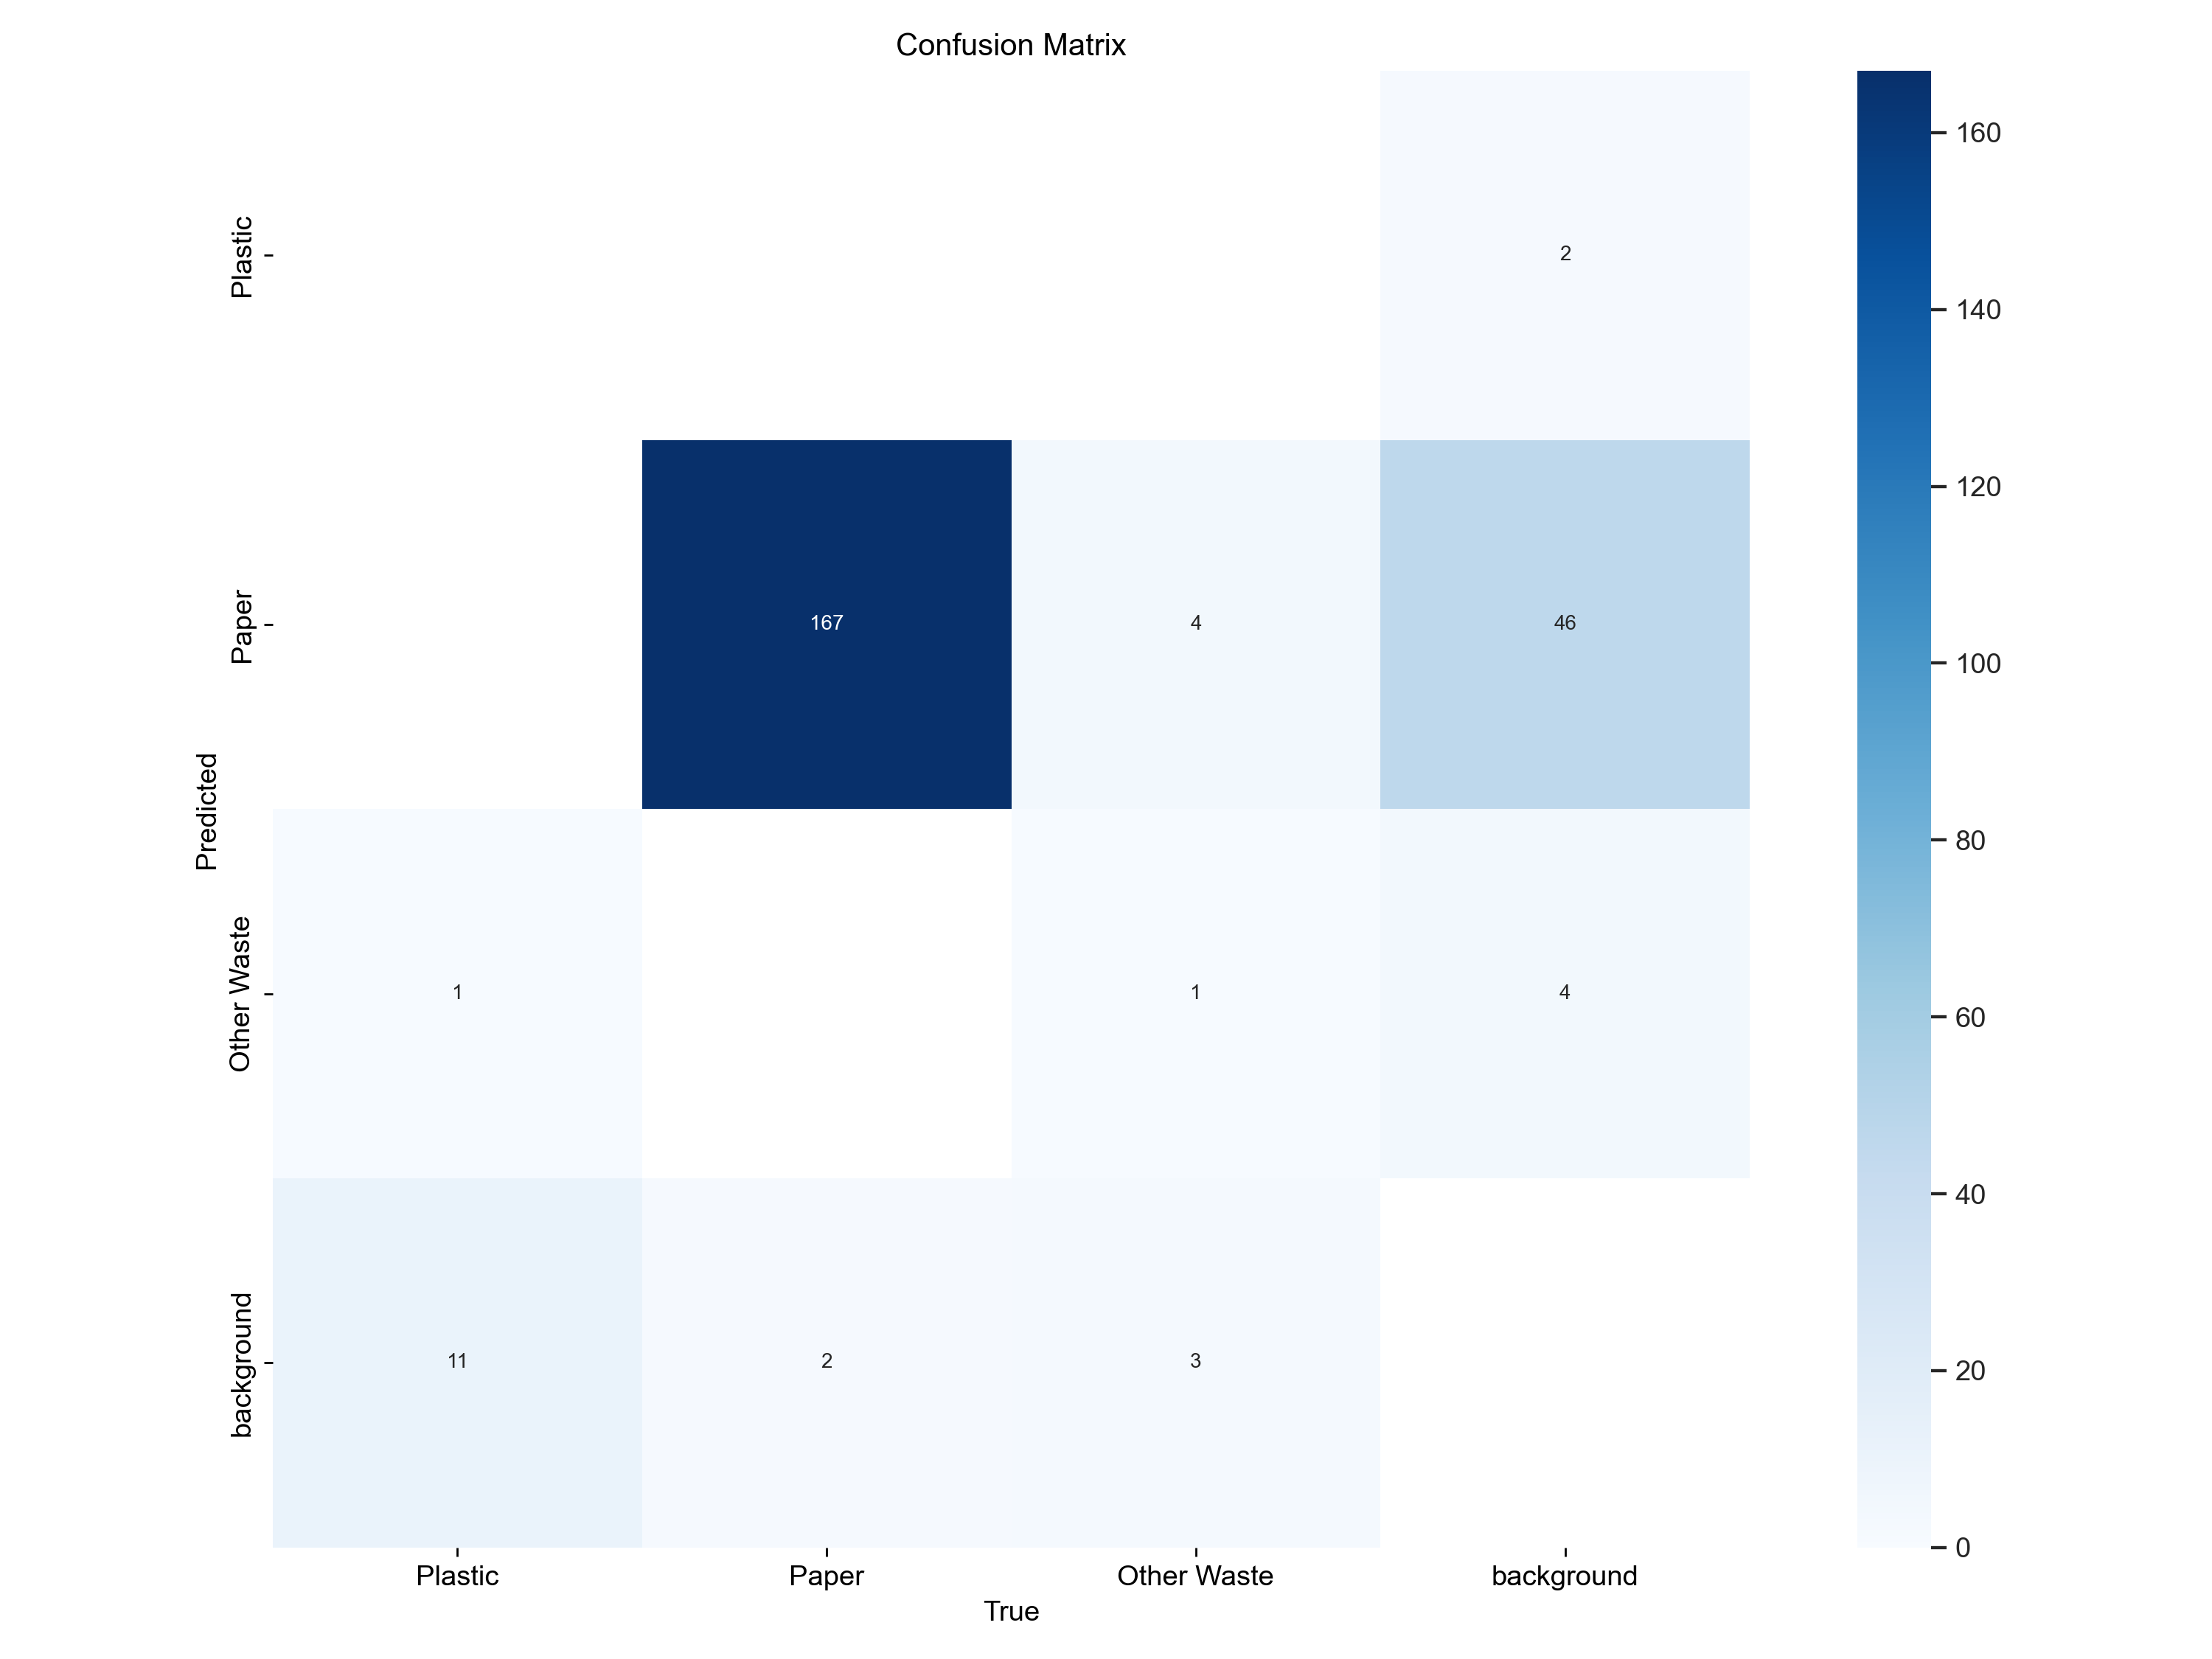 Confusion Matrix
Plastic
2
160
140
Paper
167
4
46
120
100
Predicted
Other Waste
1
1
4
80
60
background
11
2
3
40
20
0
Plastic
Paper
Other Waste
background
True